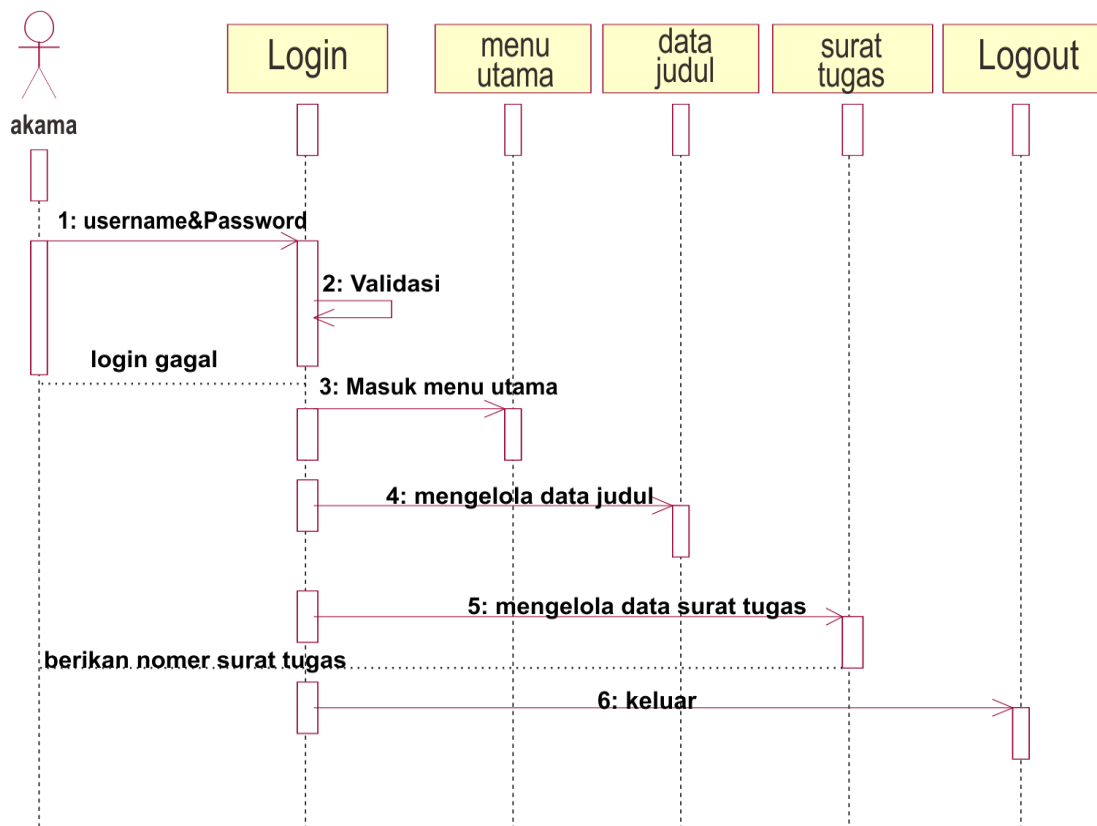 Login
menu
utama
data
judul
surat
tugas
Logout
akama
1: username&Password
2: Validasi
login gagal
3: Masuk menu utama
4: mengelola data judul
5: mengelola data surat tugas
berikan nomer surat tugas
6: keluar